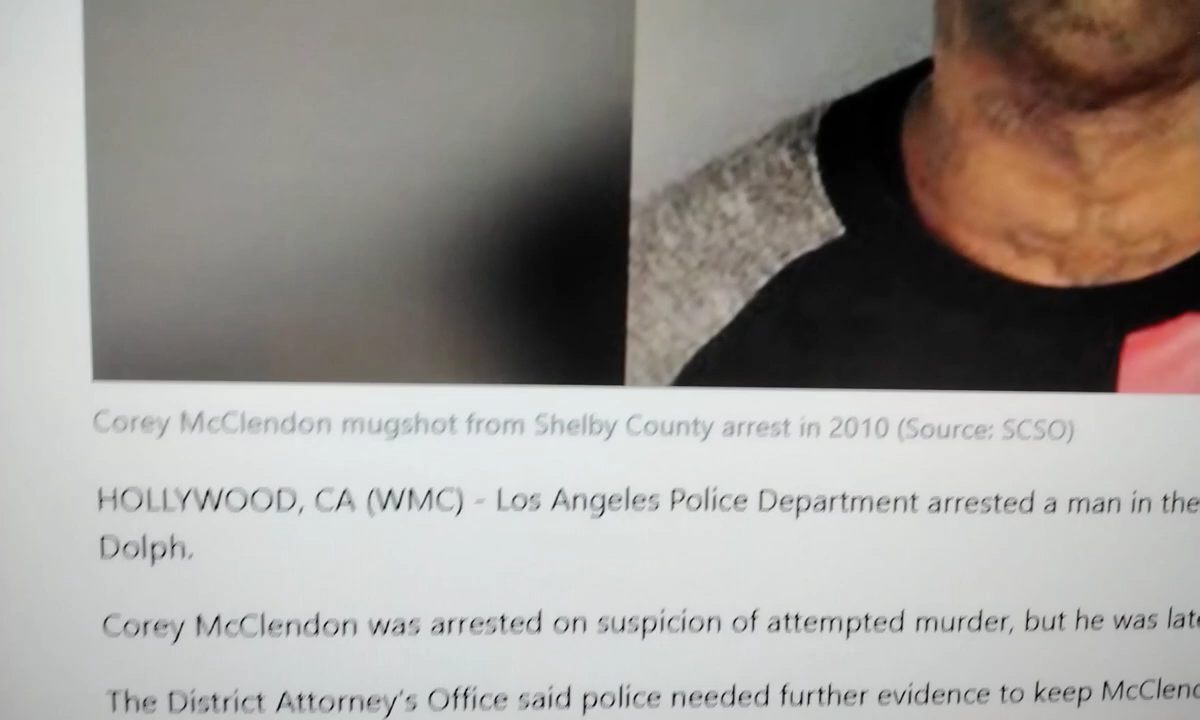 Corey McClendon mugshot from Shelby County arrest in 2010 (Source: SCSO)
HOLLYWOOD, CA (WMC) - Los Angeles Police Department arrested a man in the
Dolph.
Corey McClendon was arrested on suspicion of attempted murder, but he was
The District Attorney's Office said police needed further evidence to keep